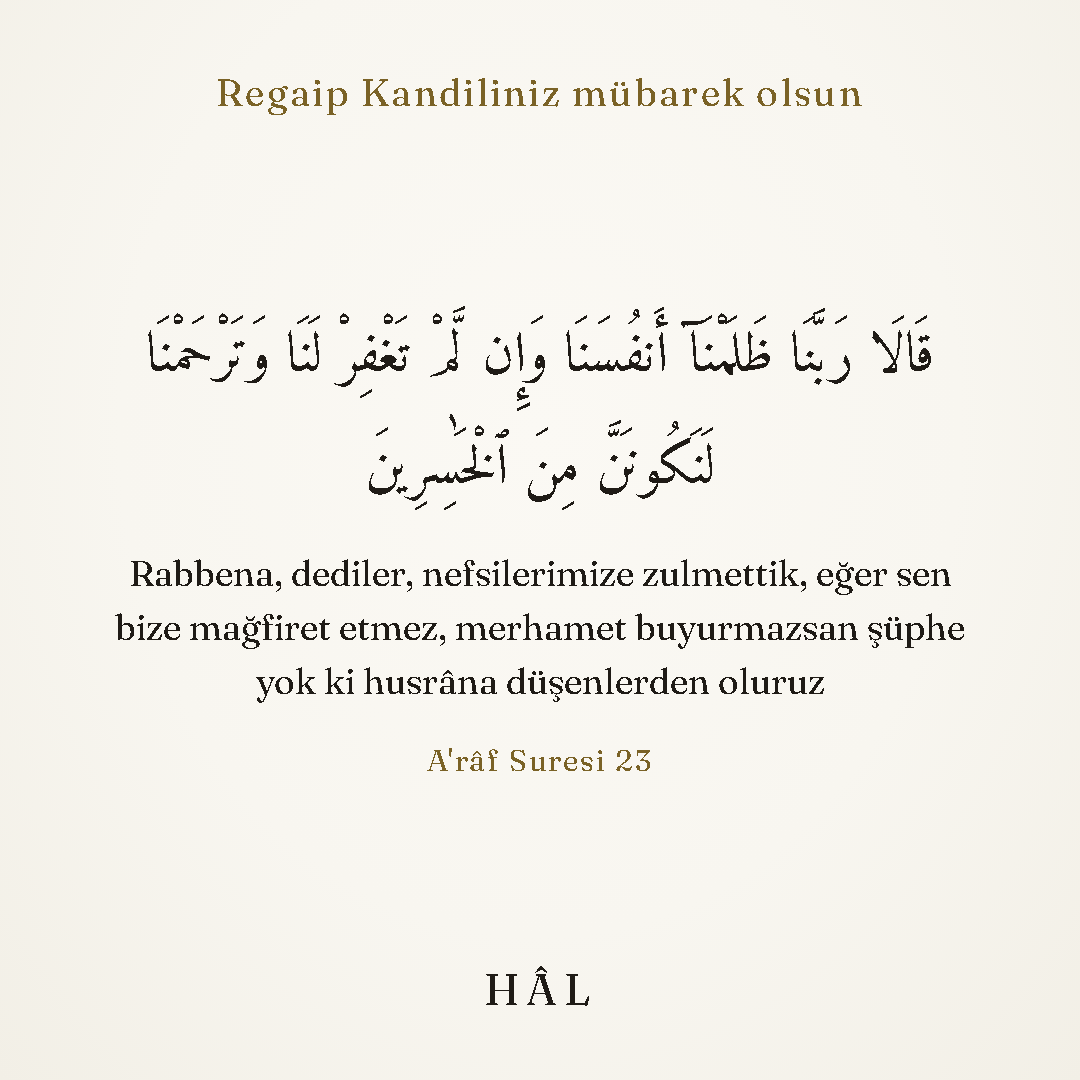 Regaip Kandiliniz mübarek olsun
قَالَا رَبَّنَا ظَلَمْنَآ أَنفُسَنَا وَإِن لَّمْ تَغْفِرْ لَنَا وَتَرْحَمْنَا
لَنَكُونَنَّ مِنَ ٱلْخَٰسِرِينَ
Rabbena, dediler, nefsilerimize zulmettik, eğer sen
bize mağfiret etmez, merhamet buyurmazsan şüphe
yok ki husrâna düşenlerden oluruz
A'râf Suresi 23
HÂL